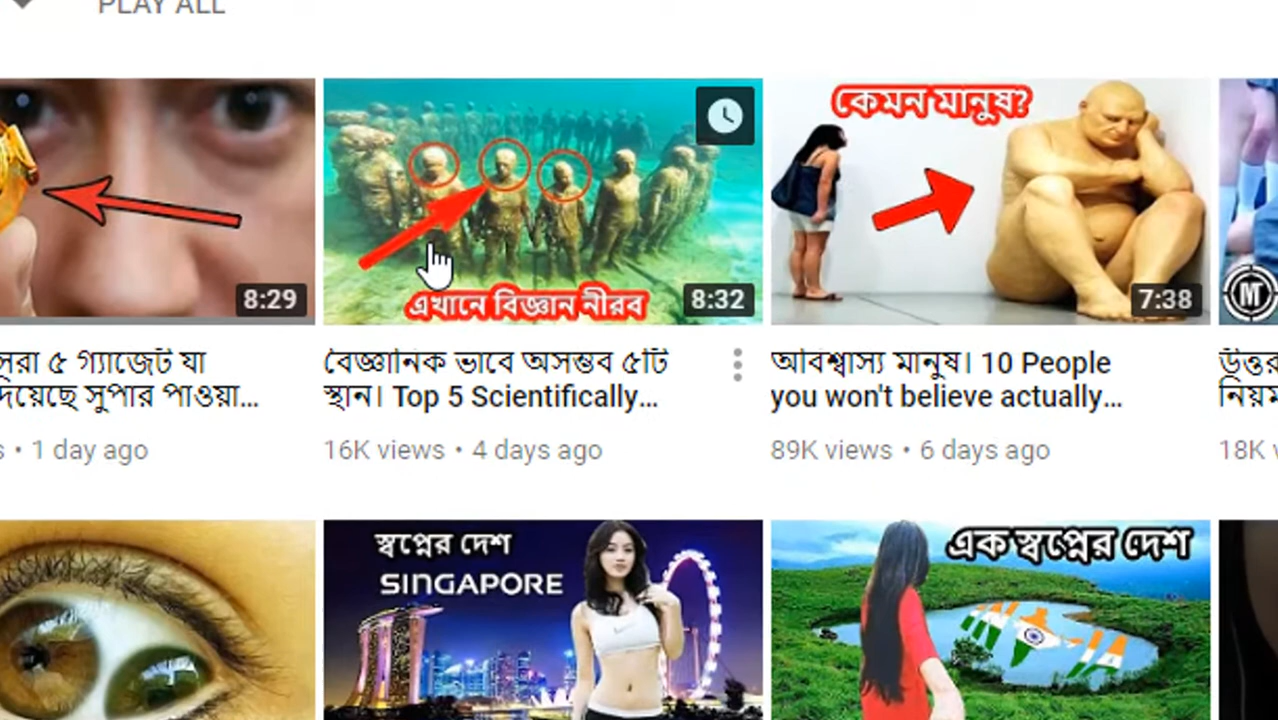 PLAY ALL
কেমন মানুষ?
এখানে বিজ্ঞান নীরব
8:29
8:32
7:38
M
৫ গ্যাজেট যা
দিয়েছে সুপার পাওয়া...
1 day ago
বৈজ্ঞানিক ভাবে অসম্ভব ৫টি
স্থান। Top 5 Scientifically...
16K views • 4 days ago
অবিশ্বাস্য মানুষ। 10 People
you won't believe actually...
89K views • 6 days ago
18K
স্বপ্নের দেশ
SINGAPORE
এক স্বপ্নের দেশ
INDIA